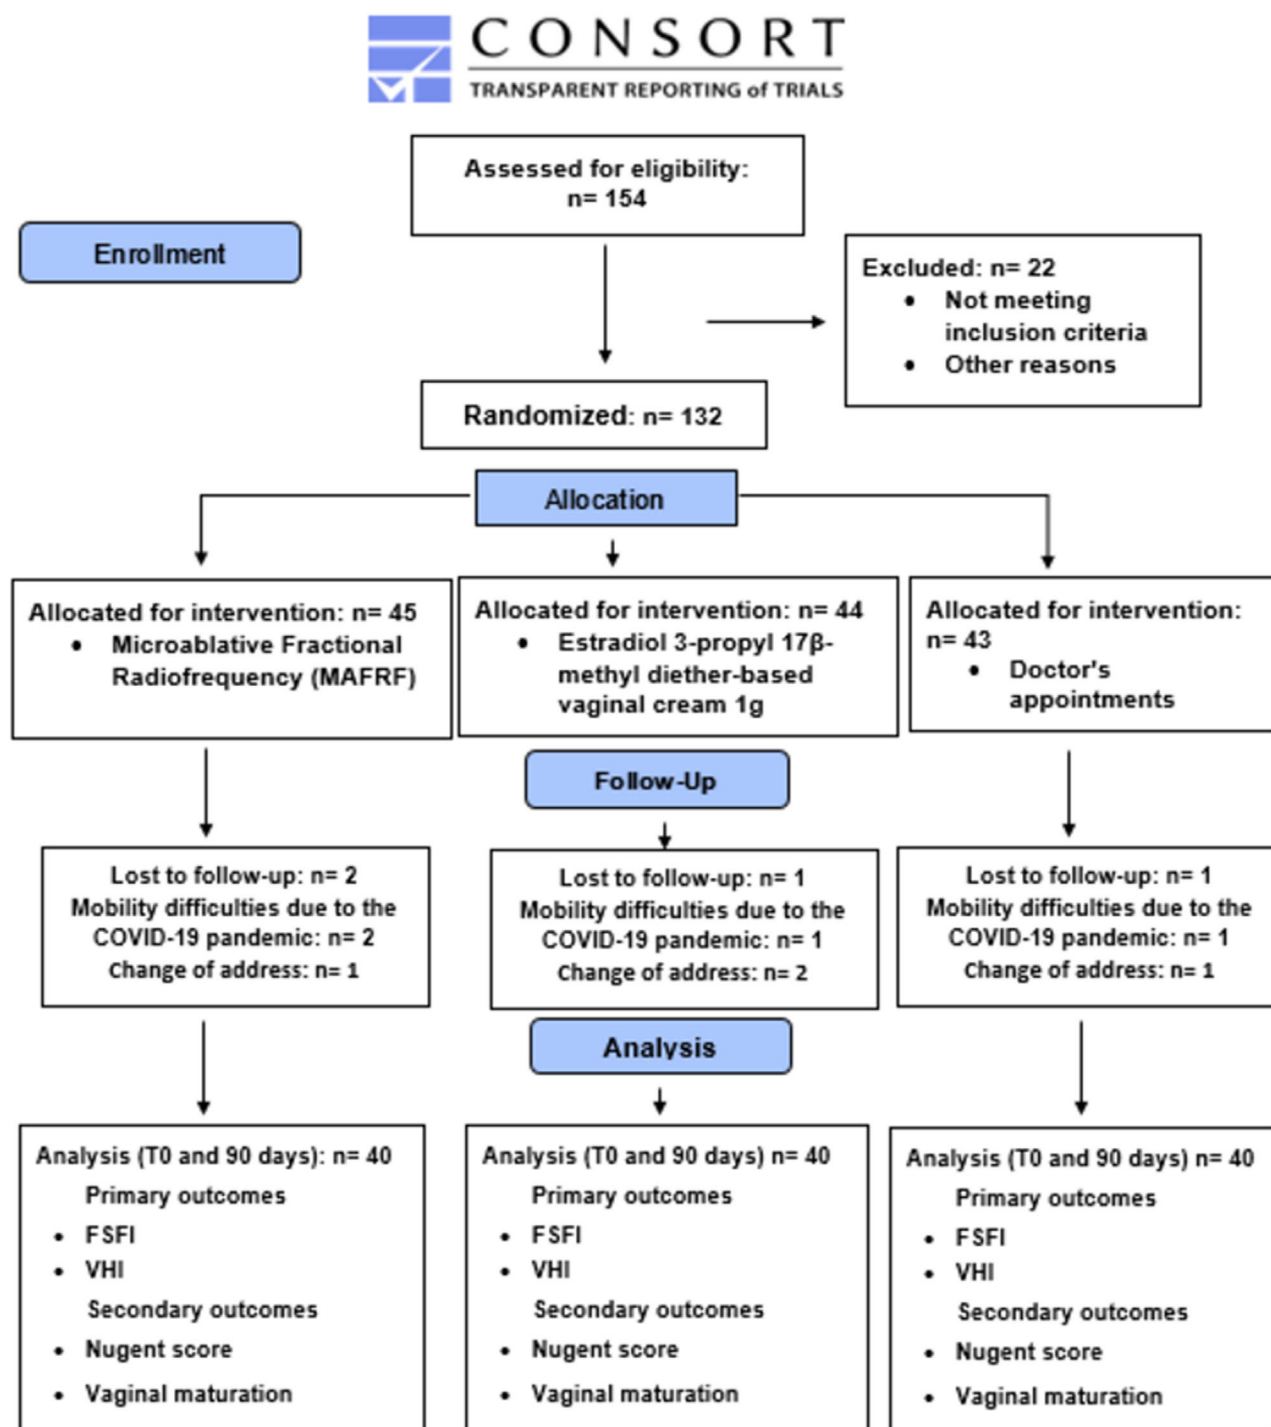 CONSORT
TRANSPARENT REPORTING of TRIALS
Assessed for eligibility:
n= 154
Enrollment
Excluded: n= 22
• Not meeting
inclusion criteria
• Other reasons
Randomized: n= 132
Allocation
Allocated for intervention: n= 45
• Microablative Fractional
Radiofrequency (MAFRF)
Allocated for intervention: n= 44
• Estradiol 3-propyl 17β-
methyl diether-based
vaginal cream 1g
Allocated for intervention:
n= 43
• Doctor's
appointments
Follow-Up
Lost to follow-up: n= 2
Mobility difficulties due to the
COVID-19 pandemic: n= 2
Change of address: n= 1
Lost to follow-up: n= 1
Mobility difficulties due to the
COVID-19 pandemic: n= 1
Change of address: n= 2
Lost to follow-up: n= 1
Mobility difficulties due to the
COVID-19 pandemic: n= 1
Change of address: n= 1
Analysis
Analysis (T0 and 90 days): n= 40
Primary outcomes
• FSFI
• VHI
Secondary outcomes
• Nugent score
• Vaginal maturation
Analysis (T0 and 90 days) n= 40
Primary outcomes
• FSFI
• VHI
Secondary outcomes
• Nugent score
• Vaginal maturation
Analysis (T0 and 90 days) n= 40
Primary outcomes
• FSFI
• VHI
Secondary outcomes
• Nugent score
• Vaginal maturation